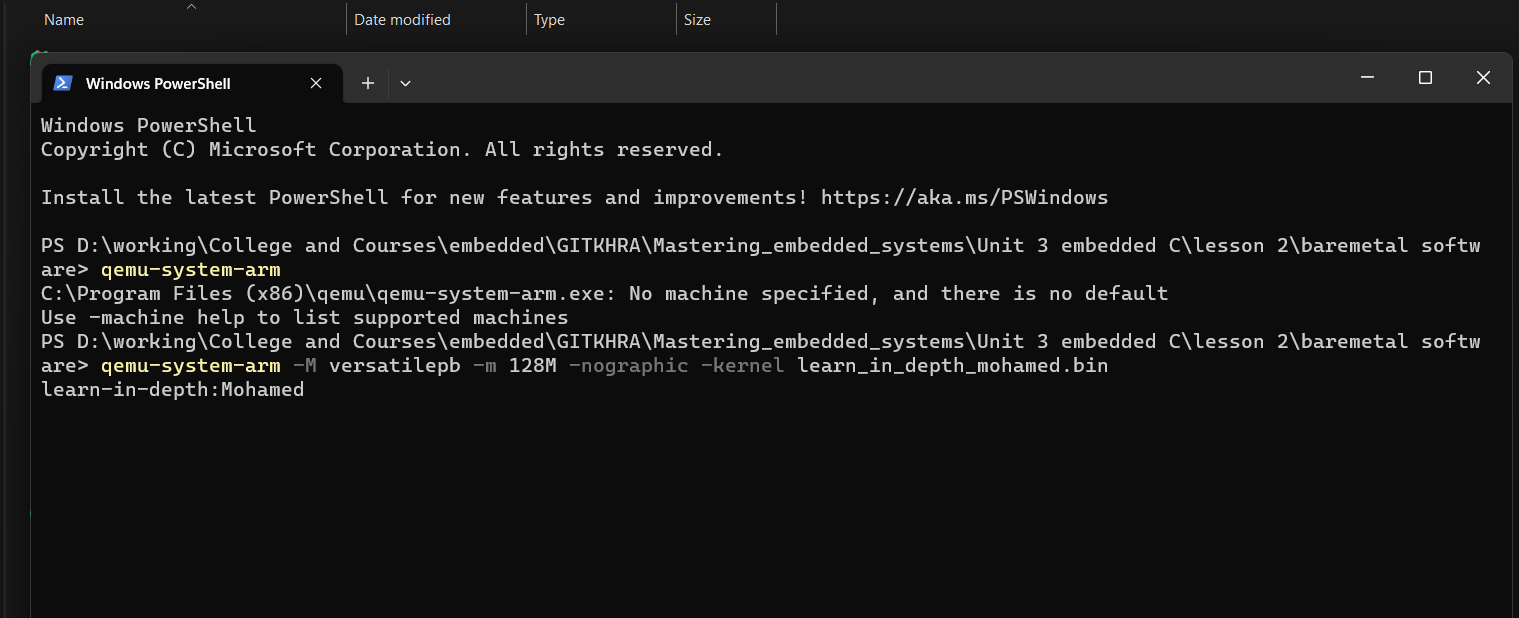 Name Date modified Type Size
Windows PowerShell
Windows PowerShell
Copyright (C) Microsoft Corporation. All rights reserved.
Install the latest PowerShell for new features and improvements! https://aka.ms/PSWindows
PS D:\working\College and Courses\embedded\GITKHRA\Mastering_embedded_systems\Unit 3 embedded C\lesson 2\baremetal softw
are> qemu-system-arm
C:\Program Files (x86)\qemu\qemu-system-arm.exe: No machine specified, and there is no default
Use -machine help to list supported machines
PS D:\working\College and Courses\embedded\GITKHRA\Mastering_embedded_systems\Unit 3 embedded C\lesson 2\baremetal softw
are> qemu-system-arm -M versatilepb -m 128M -nographic -kernel learn_in_depth_mohamed.bin
learn-in-depth:Mohamed